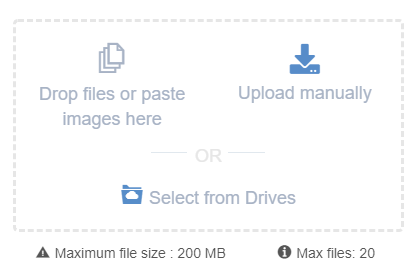 Drop files or paste
images here
Upload manually
OR
Select from Drives
Maximum file size : 200 MB
Max files: 20